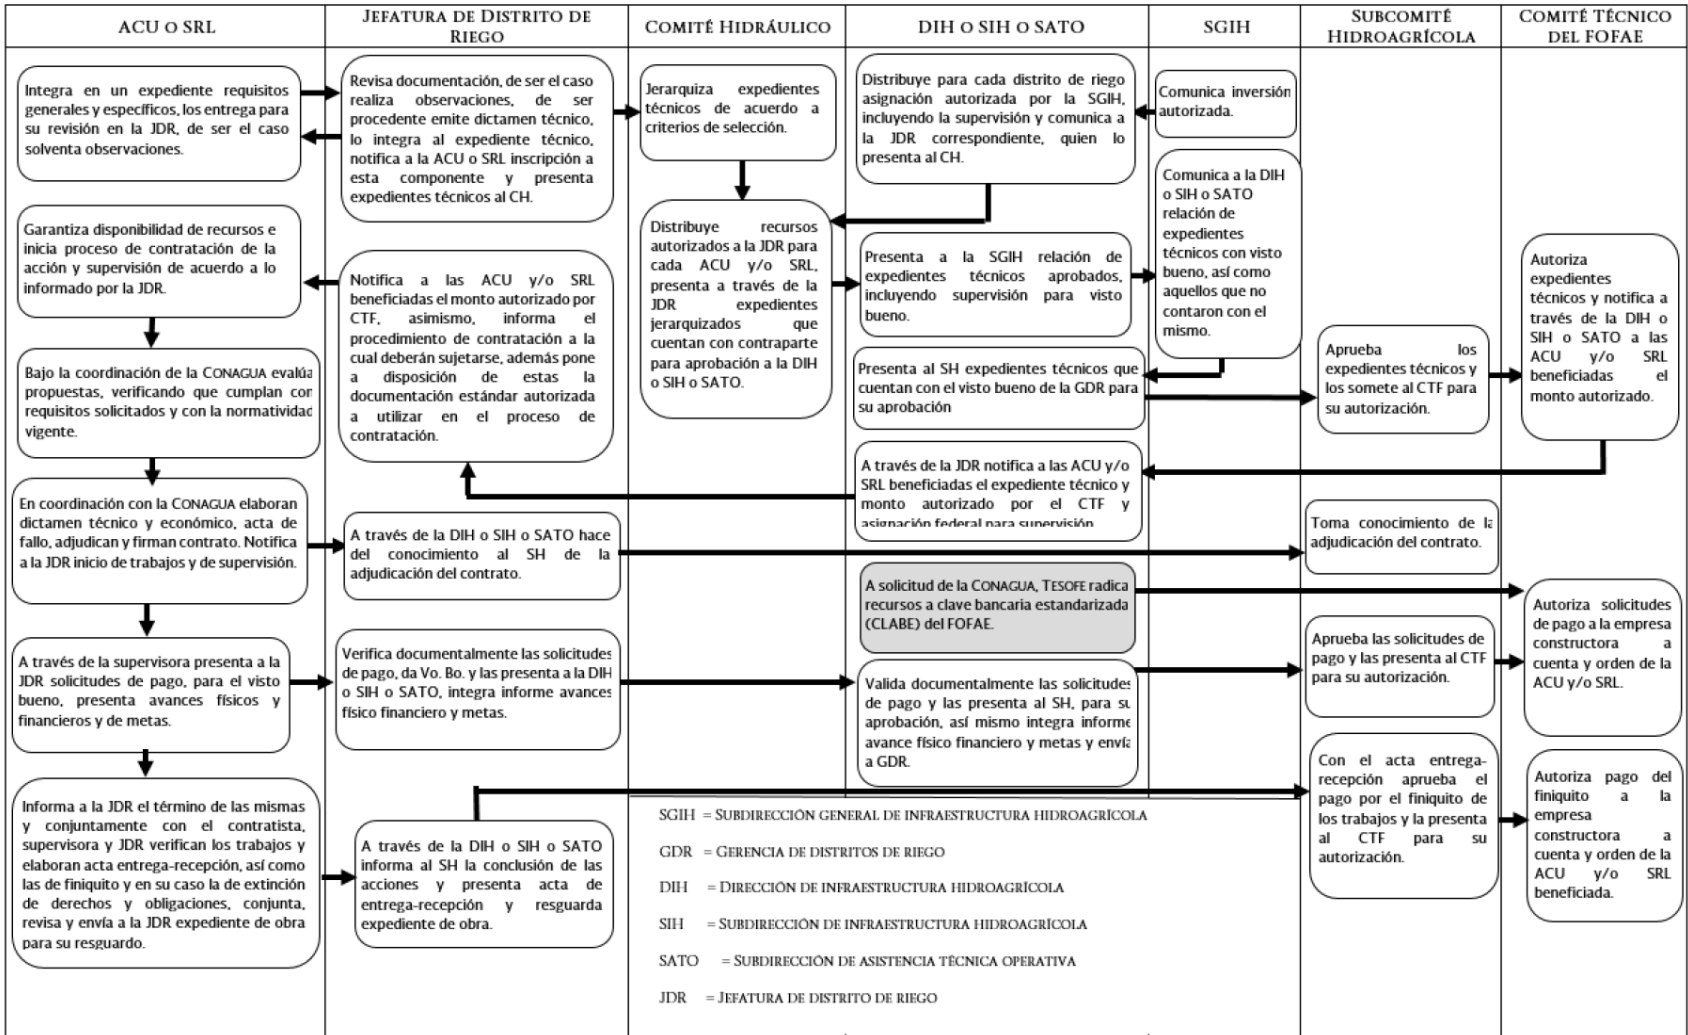 ACU O SRL
JEFATURA DE DISTRITO DE
RIEGO
COMITÉ HIDRÁULICO
DIH O SIH O SATO
SGIH
SUBCOMITÉ
HIDROAGRÍCOLA
COMITÉ TÉCNICO
DEL FOFAE
Integra en un expediente requisitos
generales y específicos, los entrega para
su revisión en la JDR, de ser el caso
solventa observaciones.
Revisa documentación, de ser el caso
realiza observaciones, de ser
procedente emite dictamen técnico,
lo integra al expediente técnico,
notifica a la ACU o SRL inscripción a
esta componente y presenta
expedientes técnicos al CH.
Jerarquiza expedientes
técnicos de acuerdo a
criterios de selección.
Distribuye para cada distrito de riego
asignación autorizada por la SGIH,
incluyendo la supervisión y comunica a
la JDR correspondiente, quien lo
presenta al CH.
Comunica inversión
autorizada.
Comunica a la DIH
o SIH o SATO
relación de
expedientes
técnicos con visto
bueno, así como
aquellos que no
contaron con el
mismo.
Garantiza disponibilidad de recursos e
inicia proceso de contratación de la
acción y supervisión de acuerdo a lo
informado por la JDR.
Notifica a las ACU y/o SRL
beneficiadas el monto autorizado por
CTF, asimismo, informa el
procedimiento de contratación a la
cual deberán sujetarse, además pone
a disposición de estas la
documentación estándar autorizada
a utilizar en el proceso de
contratación.
Distribuye recursos
autorizados a la JDR para
cada ACU y/o SRL,
presenta a través de la
JDR expedientes
jerarquizados que
cuentan con contraparte
para aprobación a la DIH
o SIH o SATO.
Presenta a la SGIH relación de
expedientes técnicos aprobados,
incluyendo supervisión para visto
bueno.
Presenta al SH expedientes técnicos que
cuentan con el visto bueno de la GDR para
su aprobación
Aprueba los
expedientes técnicos y
los somete al CTF para
su autorización.
Autoriza
expedientes
técnicos y notifica a
través de la DIH o
SIH o SATO a las
ACU y/o SRL
beneficiadas el
monto autorizado.
Bajo la coordinación de la CONAGUA evalúa
propuestas, verificando que cumplan con
requisitos solicitados y con la normatividad
vigente.
A través de la JDR notifica a las ACU y/o
SRL beneficiadas el expediente técnico y
monto autorizado por el CTF y
asignación federal para supervisión.
En coordinación con la CONAGUA elaboran
dictamen técnico y económico, acta de
fallo, adjudican y firman contrato. Notifica
a la JDR inicio de trabajos y de supervisión.
A través de la DIH o SIH o SATO hace
del conocimiento al SH de la
adjudicación del contrato.
Toma conocimiento de la
adjudicación del contrato.
A solicitud de la CONAGUA, TESOFE radica
recursos a clave bancaria estandarizada
(CLABE) del FOFAE.
Autoriza solicitudes
de pago a la empresa
constructora a
cuenta y orden de la
ACU y/o SRL.
A través de la supervisora presenta a la
JDR solicitudes de pago, para el visto
bueno, presenta avances físicos y
financieros y de metas.
Verifica documentalmente las solicitudes
de pago, da Vo. Bo. y las presenta a la DIH
o SIH o SATO, integra informe avances
físico financiero y metas.
Valida documentalmente las solicitudes
de pago y las presenta al SH, para su
aprobación, así mismo integra informe
avance físico financiero y metas y envía
a GDR.
Aprueba las solicitudes de
pago y las presenta al CTF
para su autorización.
Informa a la JDR el término de las mismas
y conjuntamente con el contratista,
supervisora y JDR verifican los trabajos y
elaboran acta entrega-recepción, así como
las de finiquito y en su caso la de extinción
de derechos y obligaciones, conjunta,
revisa y envía a la JDR expediente de obra
para su resguardo.
A través de la DIH o SIH o SATO
informa al SH la conclusión de las
acciones y presenta acta de
entrega-recepción y resguarda
expediente de obra.
Con el acta entrega-
recepción aprueba el
pago por el finiquito de
los trabajos y la presenta
al CTF para su
autorización.
Autoriza pago del
finiquito a la
empresa
constructora a
cuenta y orden de la
ACU y/o SRL
beneficiada.
SGIH = SUBDIRECCIÓN GENERAL DE INFRAESTRUCTURA HIDROAGRÍCOLA
GDR = GERENCIA DE DISTRITOS DE RIEGO
DIH = DIRECCIÓN DE INFRAESTRUCTURA HIDROAGRÍCOLA
SIH = SUBDIRECCIÓN DE INFRAESTRUCTURA HIDROAGRÍCOLA
SATO = SUBDIRECCIÓN DE ASISTENCIA TÉCNICA OPERATIVA
JDR = JEFATURA DE DISTRITO DE RIEGO